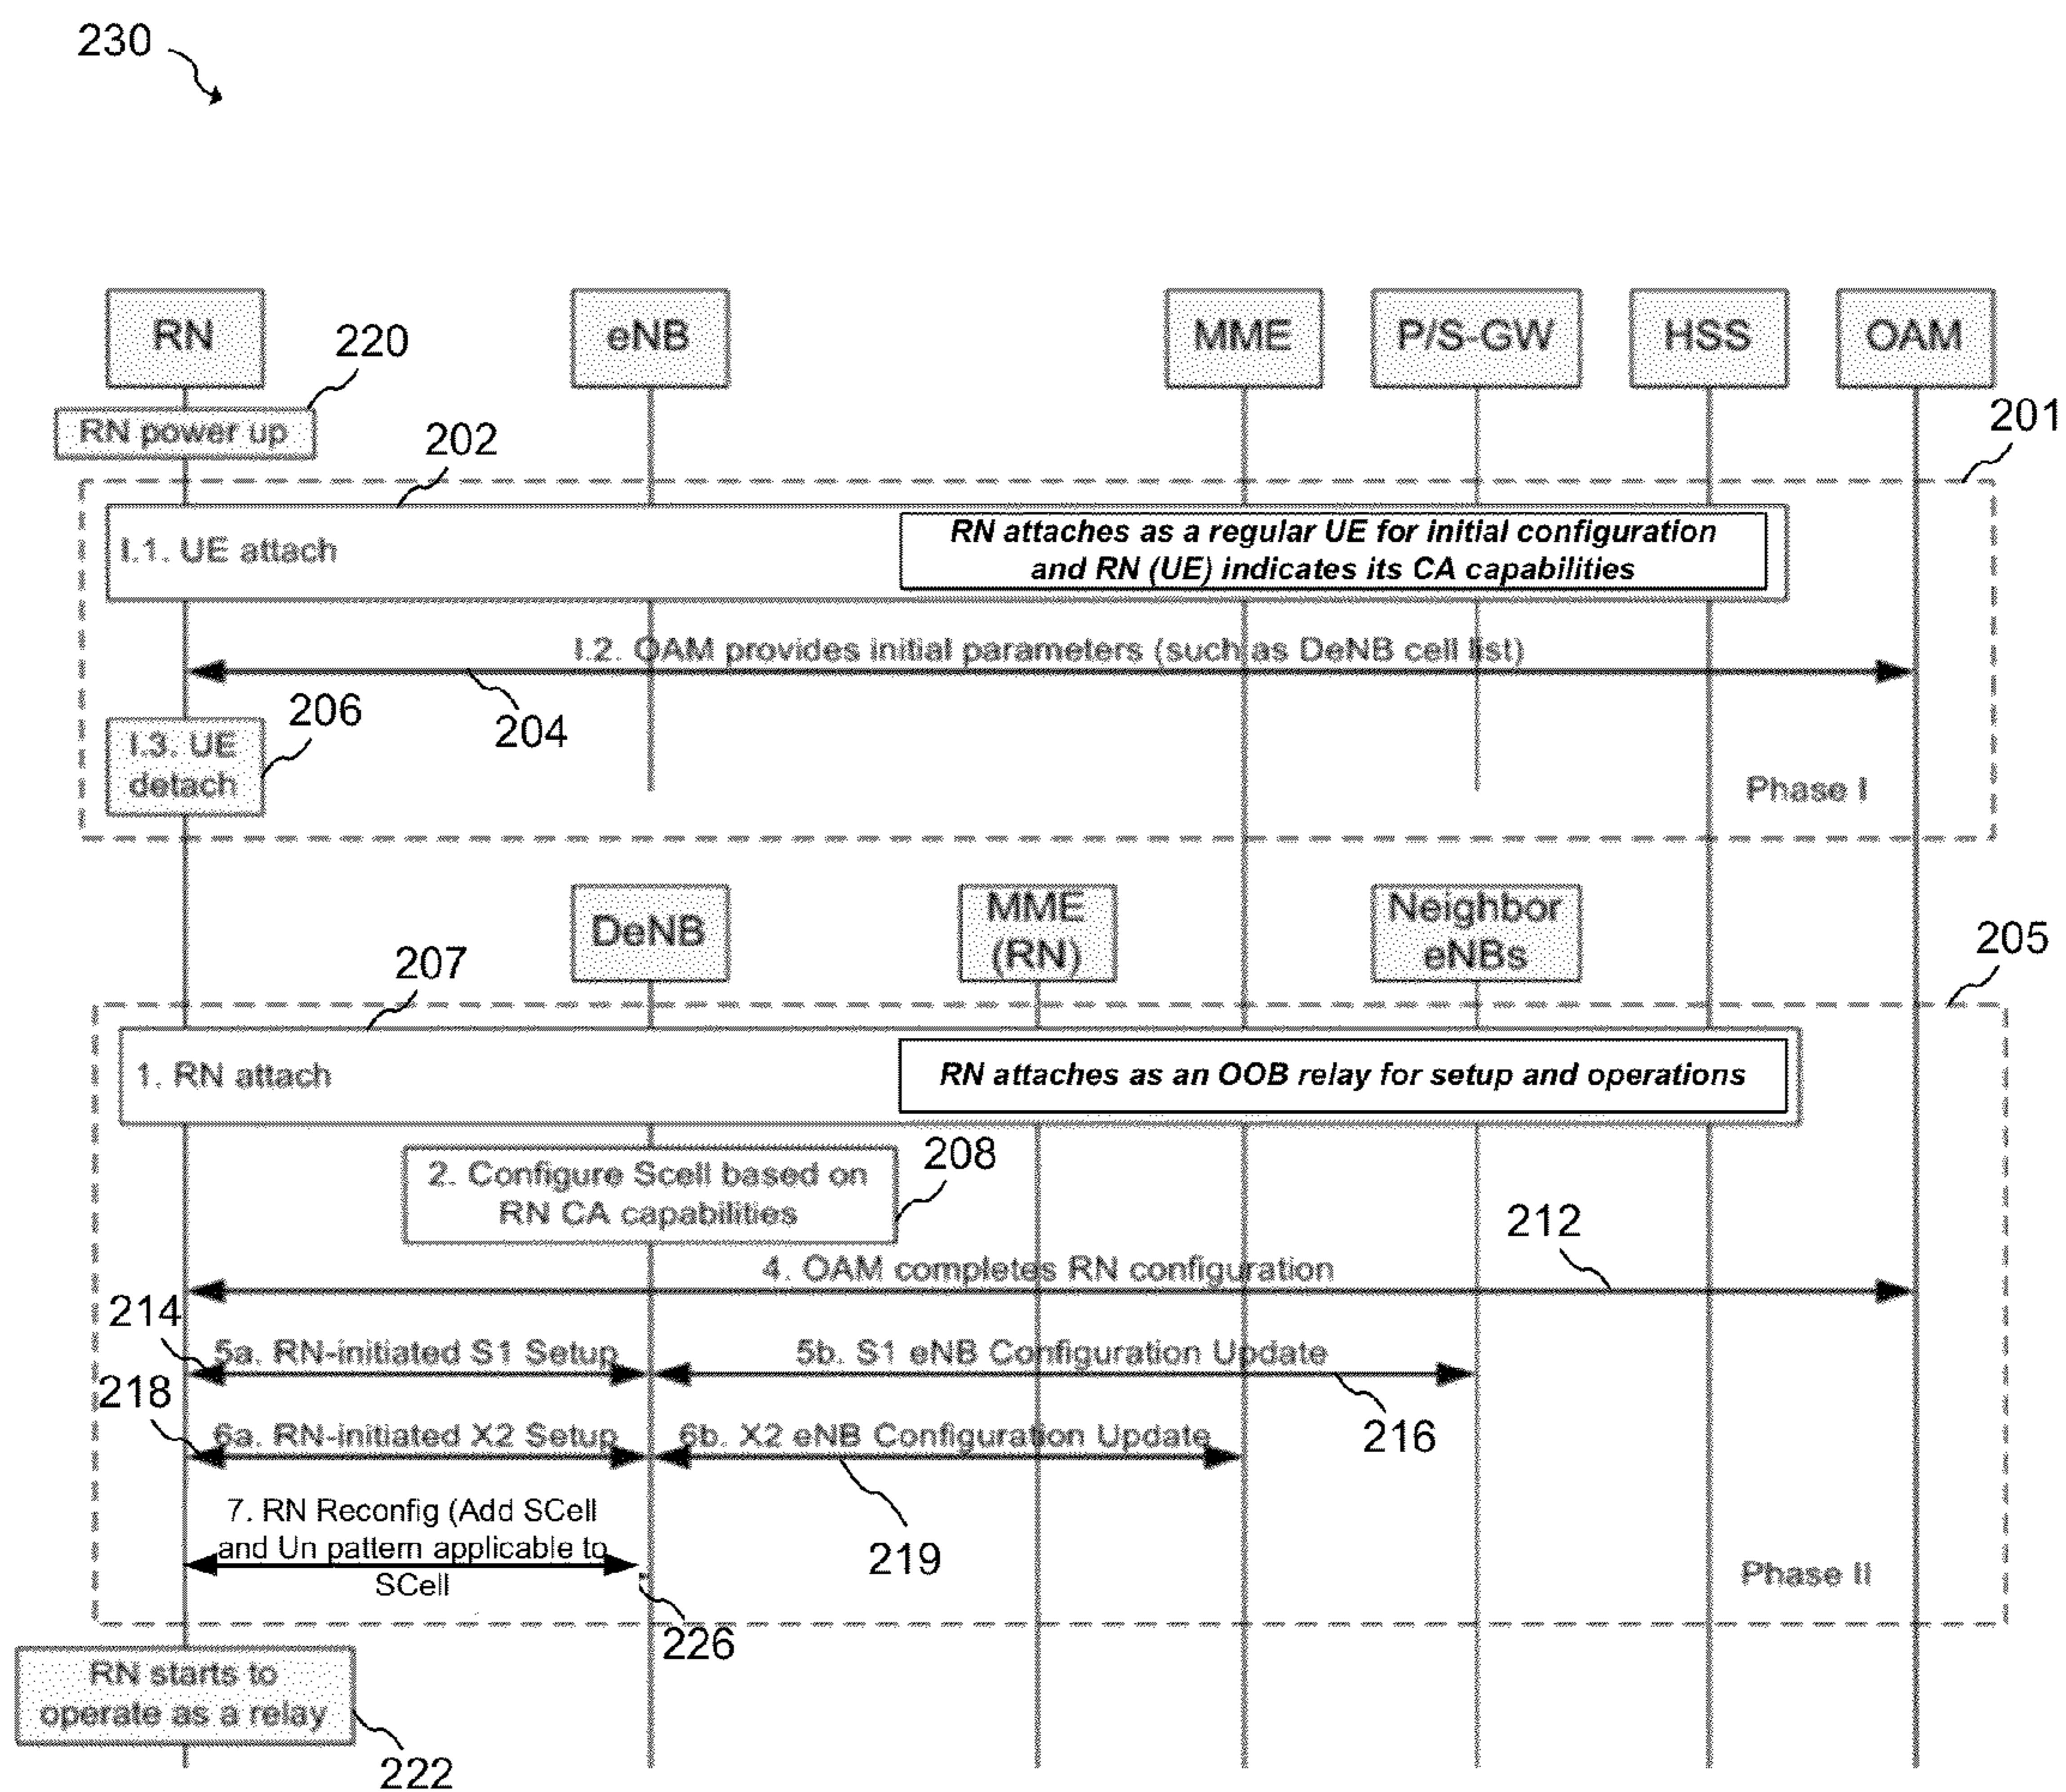 230
RN
eNB
MME
P/S-GW
HSS
OAM
220
RN power up
202
201
I.1. UE attach
RN attaches as a regular UE for initial configuration
and RN (UE) indicates its CA capabilities
I.2. OAM provides initial parameters (such as DeNB cell list)
204
206
I.3. UE
detach
Phase I
DeNB
MME
(RN)
Neighbor
eNBs
205
207
1. RN attach
RN attaches as an OOB relay for setup and operations
2. Configure Scell based on
RN CA capabilities
208
212
4. OAM completes RN configuration
214
5a. RN-initiated S1 Setup
5b. S1 eNB Configuration Update
216
218
6a. RN-initiated X2 Setup
6b. X2 eNB Configuration Update
219
7. RN Reconfig (Add SCell
and Un pattern applicable to
SCell
226
Phase II
RN starts to
operate as a relay
222